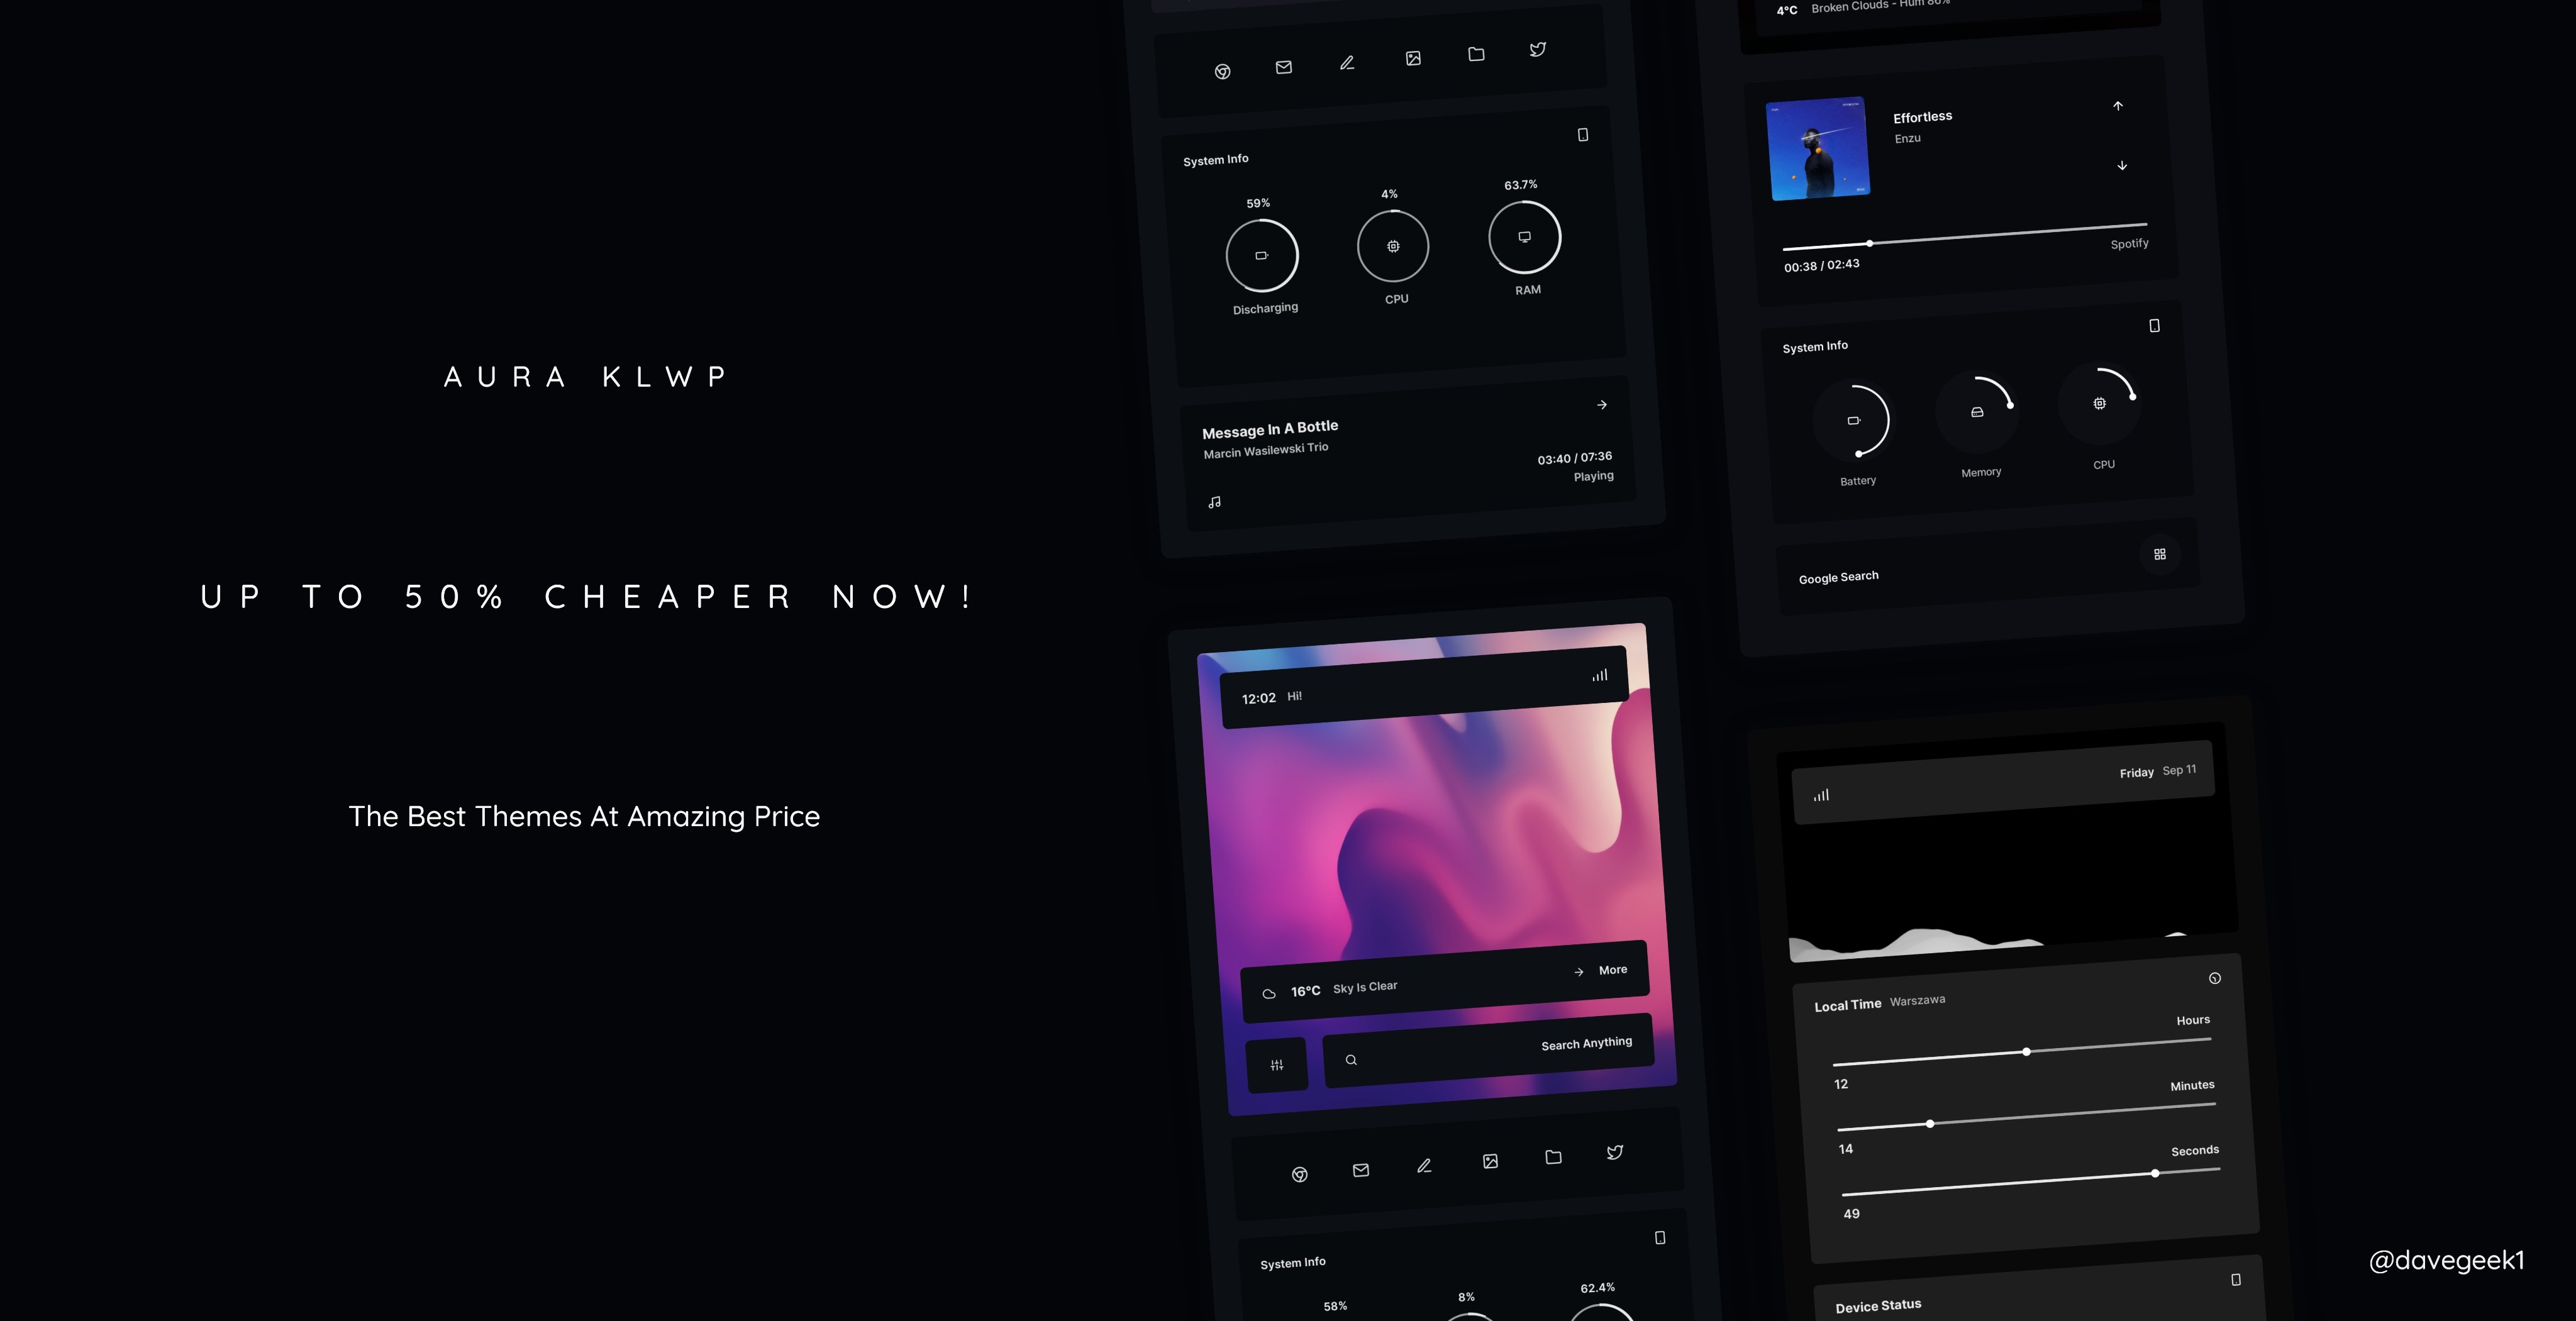 AURA KLWP
UP TO 50% CHEAPER NOW!
The Best Themes At Amazing Price
System Info
59%
4%
63.7%
Discharging
CPU
RAM
Message In A Bottle
Marcin Wasilewski Trio
03:40 / 07:36
Playing
12:02 Hi!
16°C Sky Is Clear
More
Search Anything
System Info
58%
8%
62.4%
4°C Broken Clouds - Hum 86%
Effortless
Enzu
Spotify
00:38 / 02:43
System Info
Battery
Memory
CPU
Google Search
Friday Sep 11
Local Time Warszawa
Hours
12
Minutes
14
Seconds
49
Device Status
@davegeek1